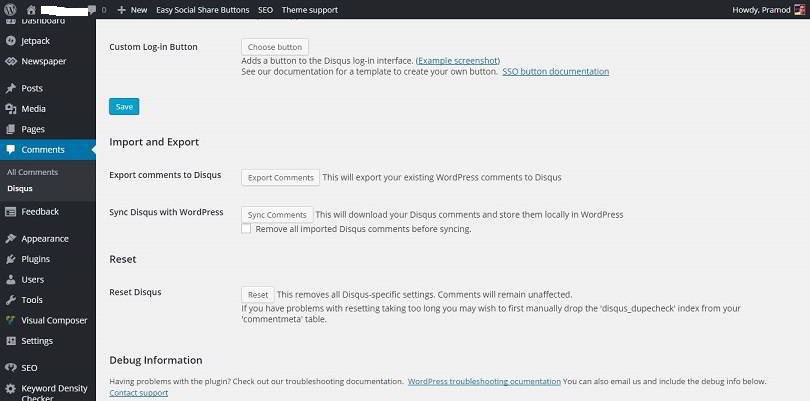 0 + New Easy Social Share Buttons SEO Theme support Howdy, Pramod
Dashboard
Jetpack
Newspaper
Posts
Media
Pages
Comments
All Comments
Disqus
Feedback
Appearance
Plugins
Users
Tools
Visual Composer
Settings
SEO
Keyword Density
Checker
Custom Log-in Button Choose button
Adds a button to the Disqus log-in interface. (Example screenshot)
See our documentation for a template to create your own button. SSO button documentation
Save
Import and Export
Export comments to Disqus Export Comments This will export your existing WordPress comments to Disqus
Sync Disqus with WordPress Sync Comments This will download your Disqus comments and store them locally in WordPress
Remove all imported Disqus comments before syncing.
Reset
Reset Disqus Reset This removes all Disqus-specific settings. Comments will remain unaffected.
If you have problems with resetting taking too long you may wish to first manually drop the 'disqus_dupecheck' index from your
'commentmeta' table.
Debug Information
Having problems with the plugin? Check out our troubleshooting documentation. WordPress troubleshooting ocumentation You can also email us and include the debug info below.
Contact support